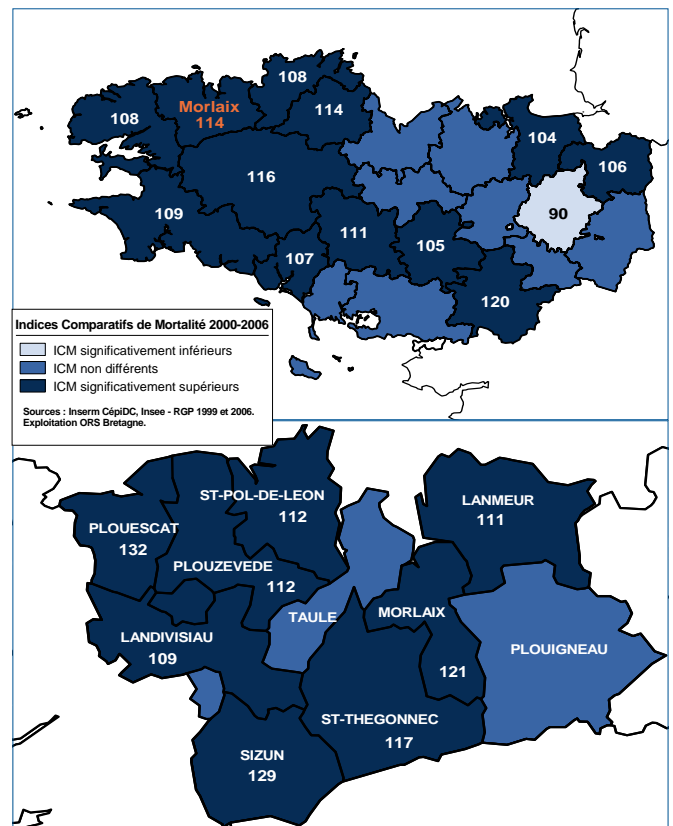 108
Morlaix
114
108
114
104
106
116
90
109
111
105
107
120
Indices Comparatifs de Mortalité 2000-2006
ICM significativement inférieurs
ICM non différents
ICM significativement supérieurs
Sources : Inserm CépiDC, Insee - RGP 1999 et 2006.
Exploitation ORS Bretagne.
ST-POL-DE-LEON
112
LANMEUR
111
PLOUESCAT
132
PLOUZEVEDE
112
TAULE
MORLAIX
121
LANDIVISIAU
109
PLOUIGNEAU
ST-THEGONNEC
117
SIZUN
129